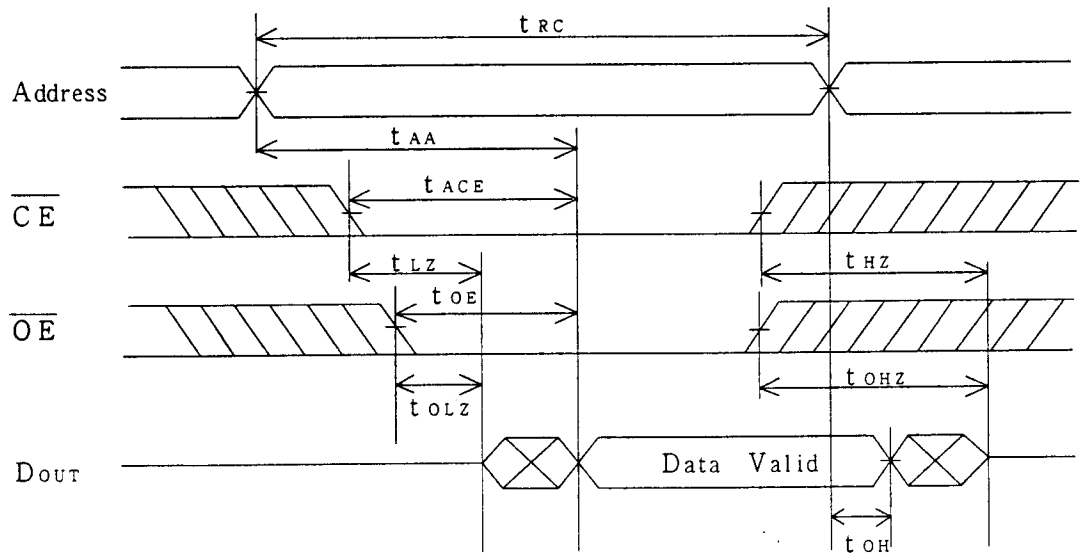 t RC
Address
t AA
t ACE
CE
t LZ
t HZ
t OE
OE
t OLZ
t OHZ
DOUT
Data Valid
t OH